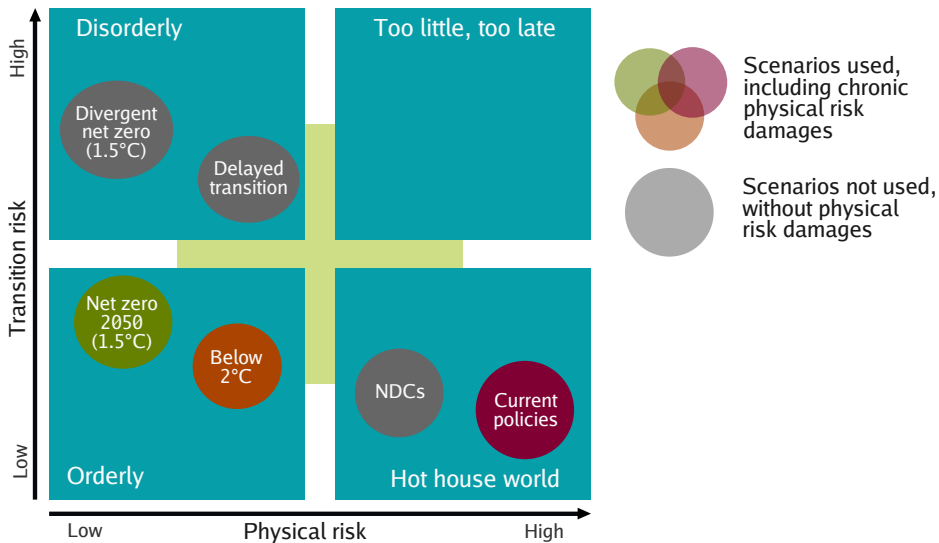 Disorderly
Too little, too late
Divergent
net zero
(1.5°C)
Delayed
transition
Net zero
2050
(1.5°C)
Below
2°C
NDCs
Current
policies
Orderly
Hot house world
High
Transition risk
Low
Low
Physical risk
High
Scenarios used,
including chronic
physical risk
damages
Scenarios not used,
without physical
risk damages